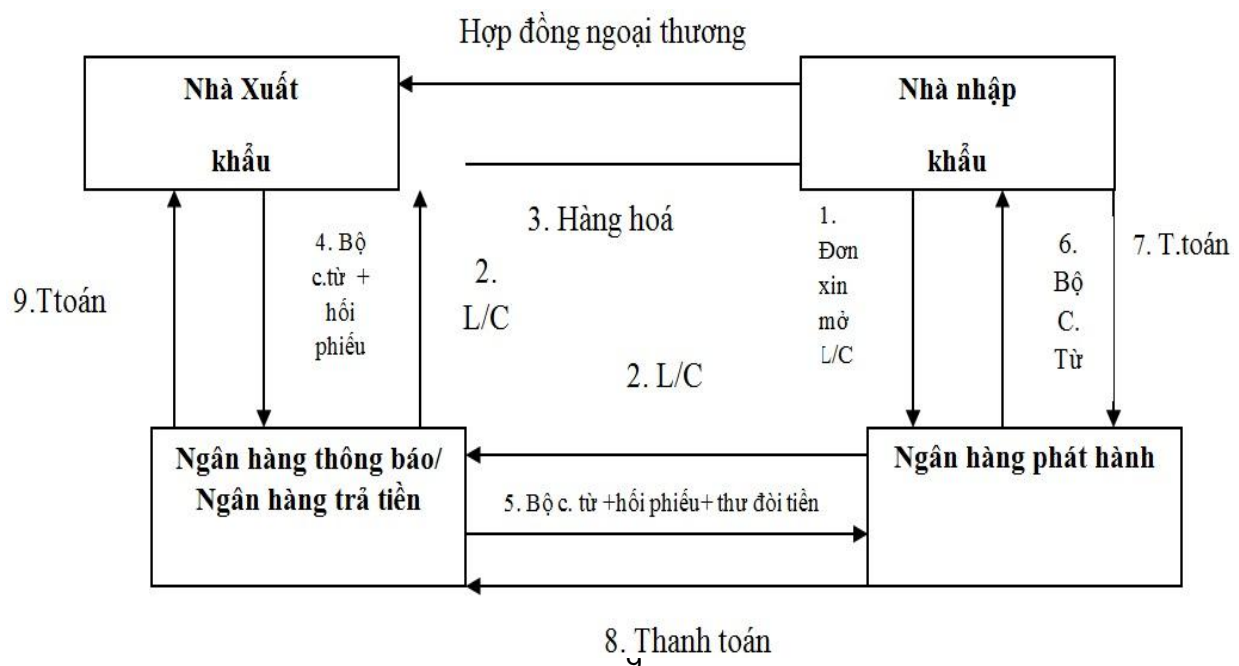 Hợp đồng ngoại thương
Nhà Xuất
khẩu
Nhà nhập
khẩu
3. Hàng hoá
4. Bộ
c.từ +
hối
phiếu
2.
L/C
1.
Đơn
xin
mở
L/C
6.
Bộ
C.
Từ
7. T.toán
9.Ttoán
2. L/C
Ngân hàng thông báo/
Ngân hàng trả tiền
Ngân hàng phát hành
5. Bộ c. từ +hối phiếu+ thư đòi tiền
8. Thanh toán